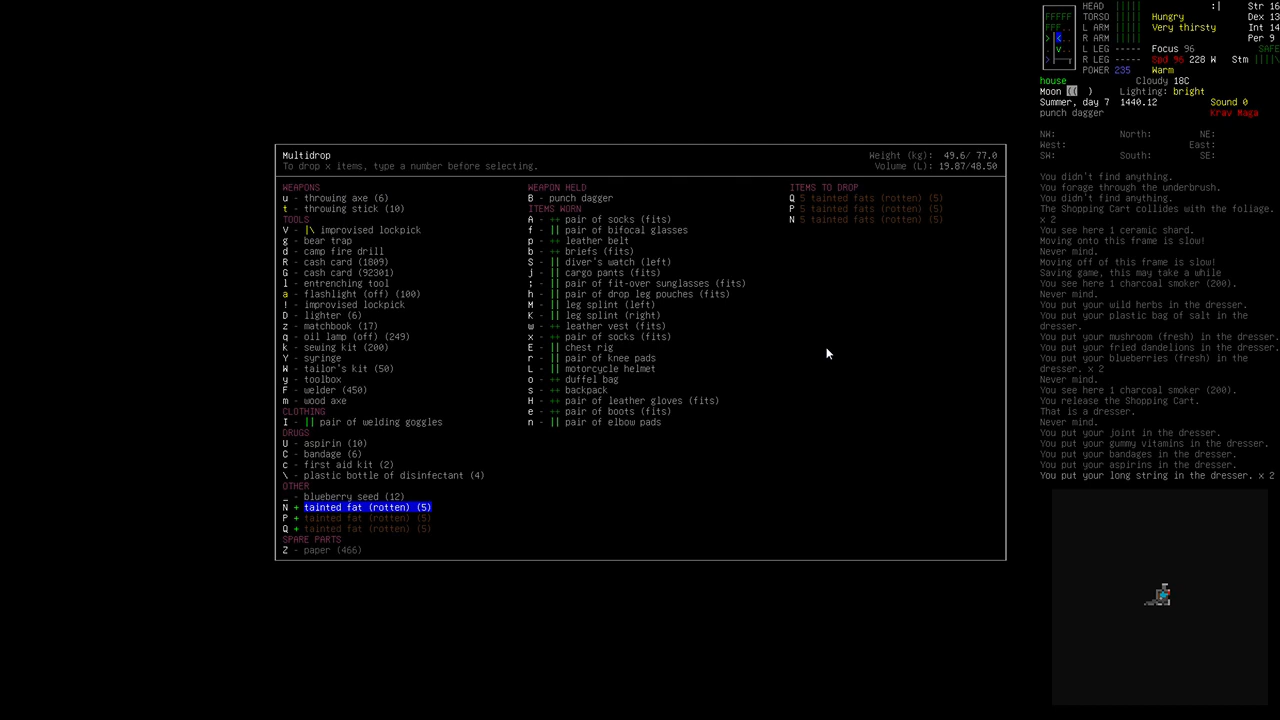 Multidrop
To drop x items, type a number before selecting.
Weight (kg): 49.6/ 77.0
Volume (L): 19.87/48.50
WEAPONS
u - throwing axe (6)
t - throwing stick (10)
TOOLS
V - |\ improvised lockpick
g - bear trap
d - camp fire drill
R - cash card (1809)
G - cash card (92301)
l - entrenching tool
a - flashlight (off) (100)
! - improvised lockpick
D - lighter (6)
z - matchbook (17)
q - oil lamp (off) (249)
k - sewing kit (200)
Y - syringe
W - tailor's kit (50)
y - toolbox
F - welder (450)
m - wood axe
CLOTHING
I - || pair of welding goggles
DRUGS
U - aspirin (10)
C - bandage (6)
c - first aid kit (2)
\ - plastic bottle of disinfectant (4)
OTHER
_ - blueberry seed (12)
N + tainted fat (rotten) (5)
P + tainted fat (rotten) (5)
Q + tainted fat (rotten) (5)
SPARE PARTS
Z - paper (466)
WEAPON HELD
B - punch dagger
ITEMS WORN
A - ++ pair of socks (fits)
f - || pair of bifocal glasses
p - ++ leather belt
b - ++ briefs (fits)
S - || diver's watch (left)
j - ++ cargo pants (fits)
; - || pair of fit-over sunglasses (fits)
h - || pair of drop leg pouches (fits)
M - || leg splint (left)
K - || leg splint (right)
w - ++ leather vest (fits)
x - ++ pair of socks (fits)
E - || chest rig
r - || pair of knee pads
L - || motorcycle helmet
o - ++ duffel bag
s - ++ backpack
H - ++ pair of leather gloves (fits)
e - ++ pair of boots (fits)
n - || pair of elbow pads
ITEMS TO DROP
Q 5 tainted fats (rotten) (5)
P 5 tainted fats (rotten) (5)
N 5 tainted fats (rotten) (5)
HEAD ||||| :| Str 16
TORSO ||||| Hungry Dex 13
L ARM ||||| Very thirsty Int 14
R ARM ||||| Per 9
L LEG ----- Focus 96 SAFE
R LEG ----- Spd 96 228 W Stm ||||\
POWER 235 Warm
house Cloudy 18C
Moon (( ) Lighting: bright
Summer, day 7 1440.12 Sound 0
punch dagger Krav Maga
NW: North: NE:
West: East:
SW: South: SE:
You didn't find anything.
You forage through the underbrush.
You didn't find anything.
The Shopping Cart collides with the foliage.
x 2
You see here 1 ceramic shard.
Moving onto this frame is slow!
Never mind.
Moving off of this frame is slow!
Saving game, this may take a while
You see here 1 charcoal smoker (200).
Never mind.
You put your wild herbs in the dresser.
You put your plastic bag of salt in the
dresser.
You put your mushroom (fresh) in the dresser.
You put your fried dandelions in the dresser.
You put your blueberries (fresh) in the
dresser. x 2
Never mind.
You see here 1 charcoal smoker (200).
You release the Shopping Cart.
That is a dresser.
You put your joint in the dresser.
You put your gummy vitamins in the dresser.
You put your bandages in the dresser.
You put your aspirins in the dresser.
You put your long string in the dresser. x 2